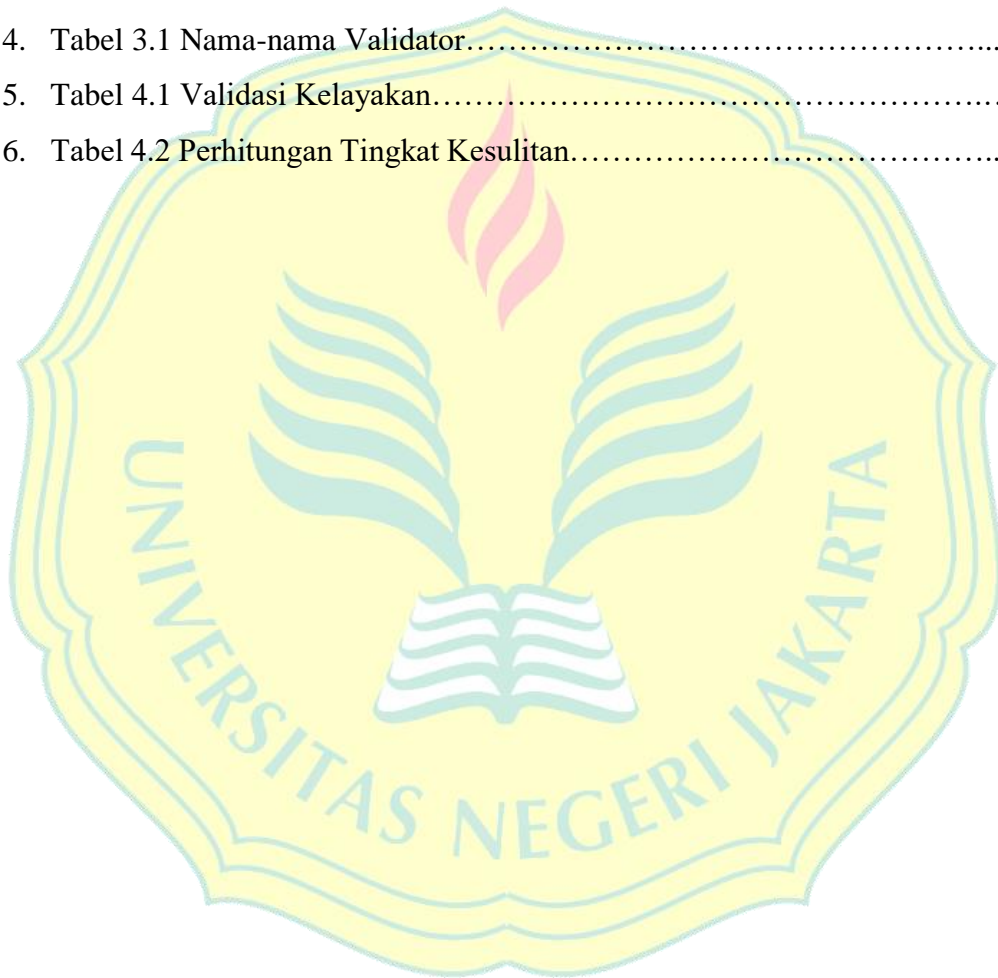 4. Tabel 3.1 Nama-nama Validator……………………………………………...
5. Tabel 4.1 Validasi Kelayakan……………………………………………….…
6. Tabel 4.2 Perhitungan Tingkat Kesulitan…………………………………...
UNIVERSITAS NEGERI JAKARTA